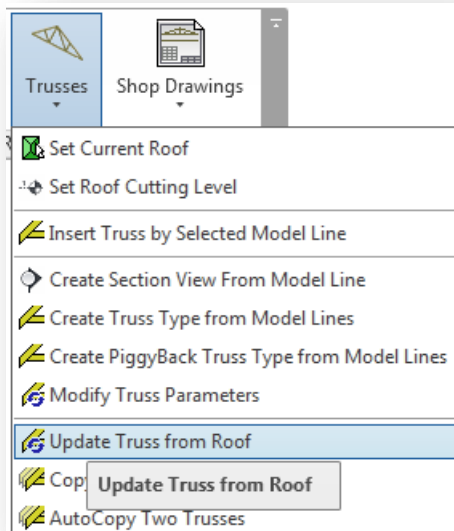 Trusses
Shop Drawings
Set Current Roof
Set Roof Cutting Level
Insert Truss by Selected Model Line
Create Section View From Model Line
Create Truss Type from Model Lines
Create PiggyBack Truss Type from Model Lines
Modify Truss Parameters
Update Truss from Roof
Update Truss from Roof
AutoCopy Two Trusses